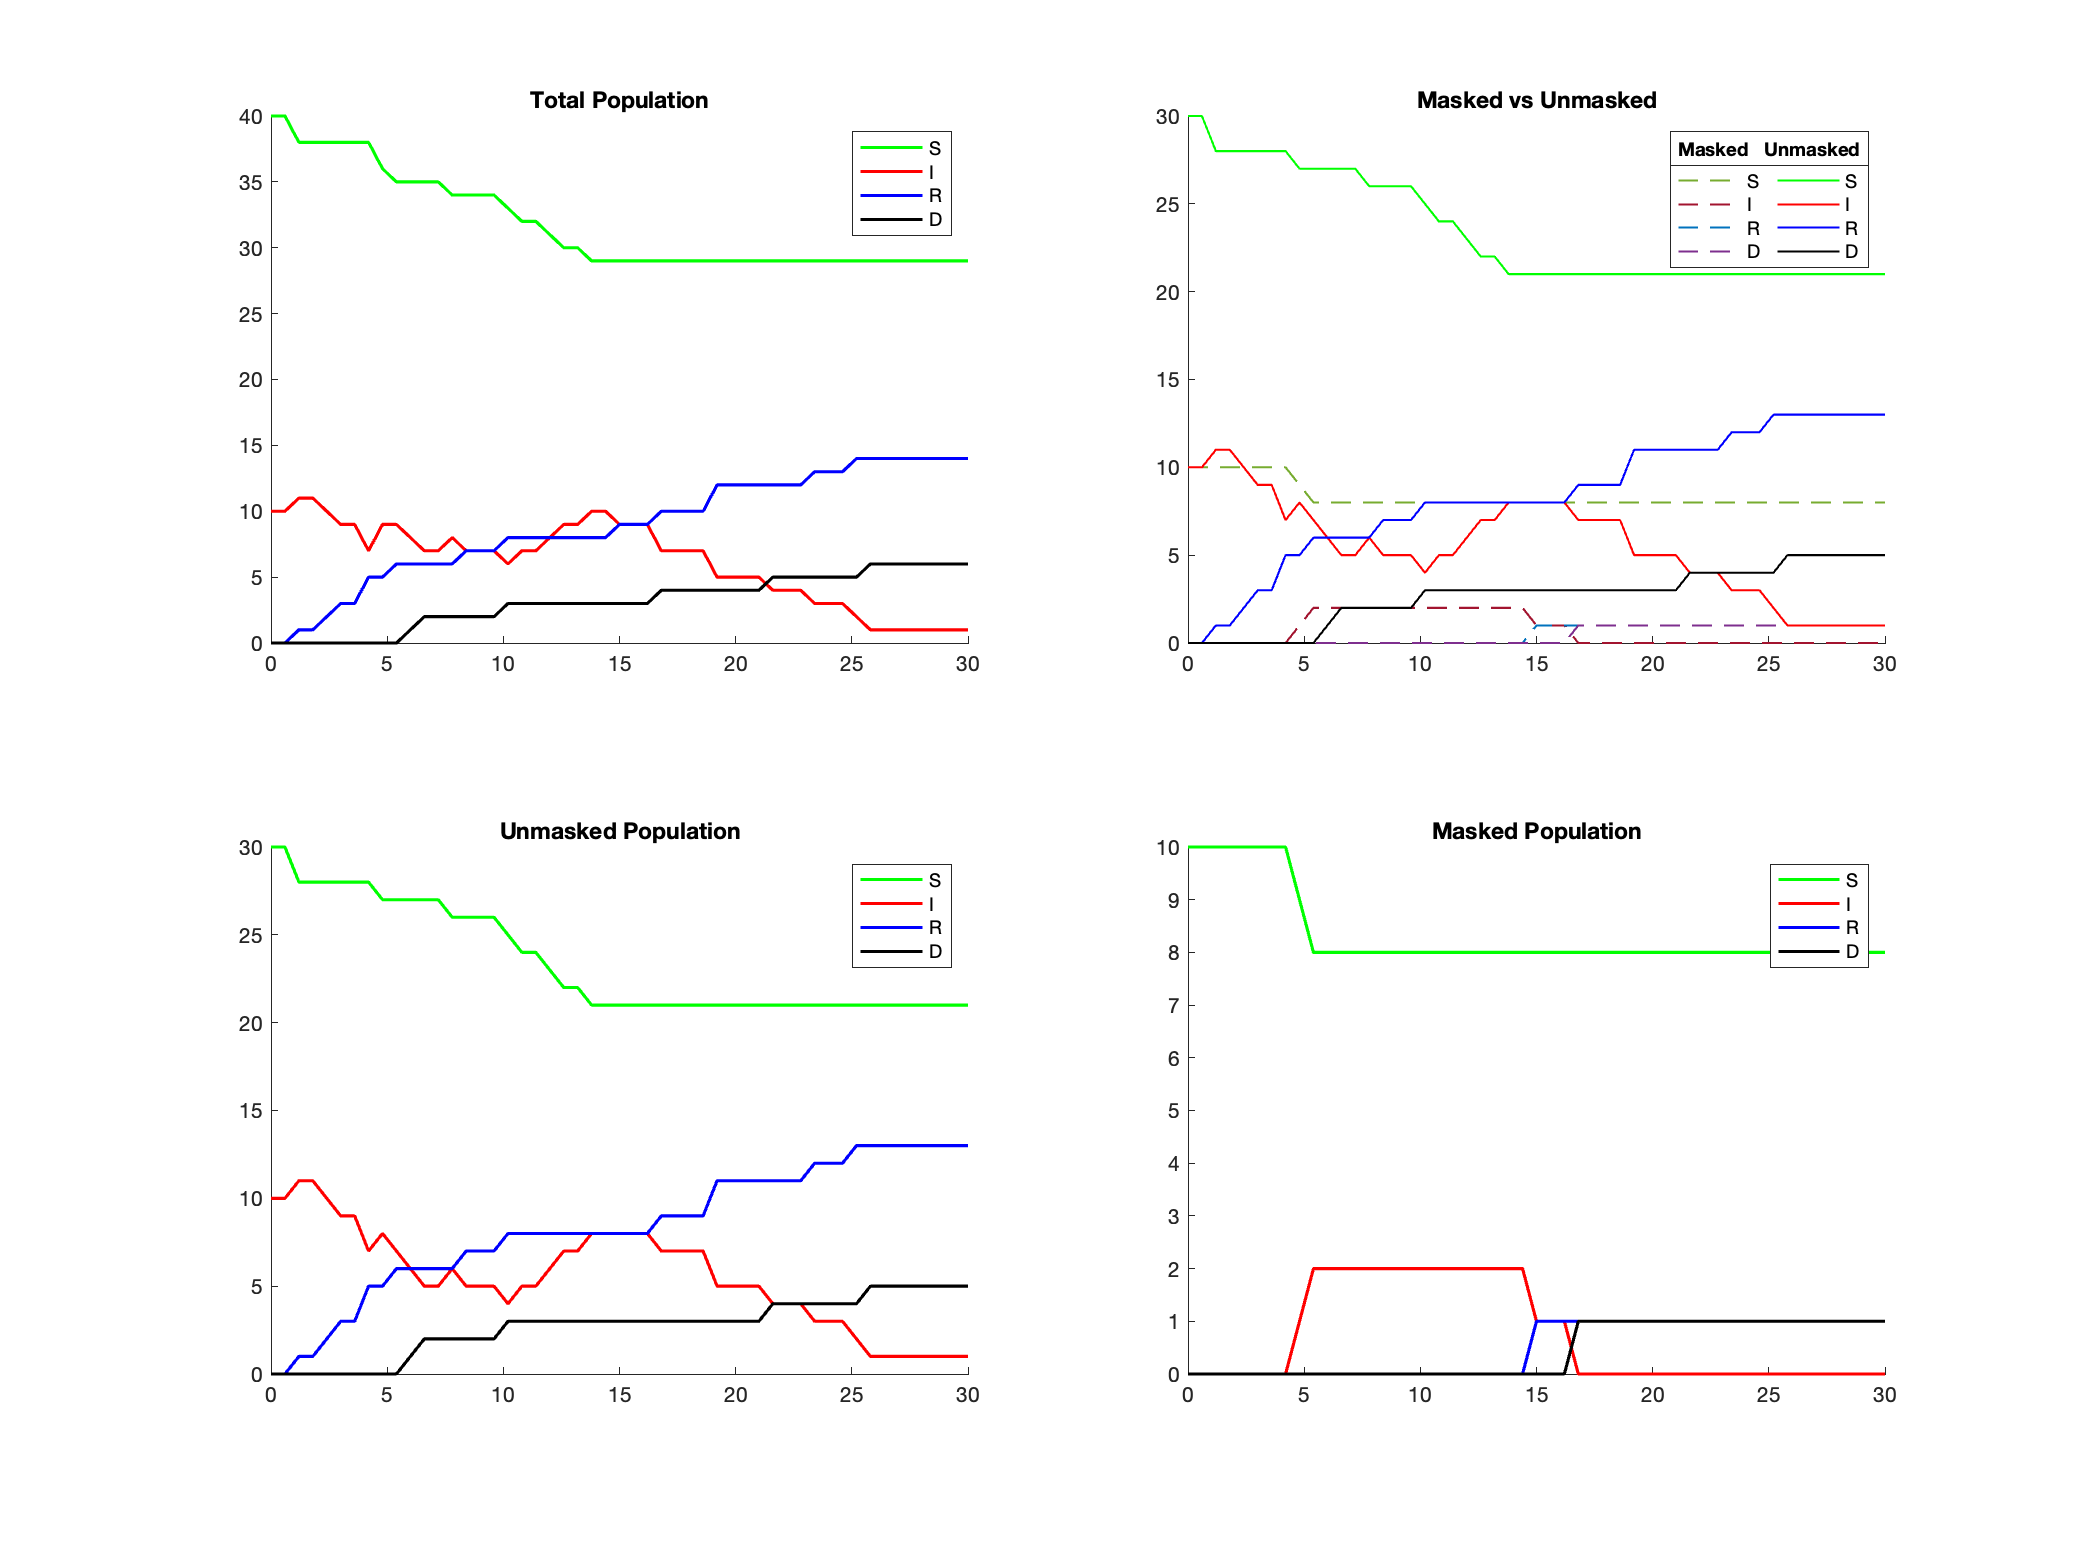 Total Population
40
35
30
25
20
15
10
5
0
0 5 10 15 20 25 30
S
I
R
D
Masked vs Unmasked
30
25
20
15
10
5
0
0 5 10 15 20 25 30
Masked Unmasked
S S
I I
R R
D D
Unmasked Population
30
25
20
15
10
5
0
0 5 10 15 20 25 30
S
I
R
D
Masked Population
10
9
8
7
6
5
4
3
2
1
0
0 5 10 15 20 25 30
S
I
R
D